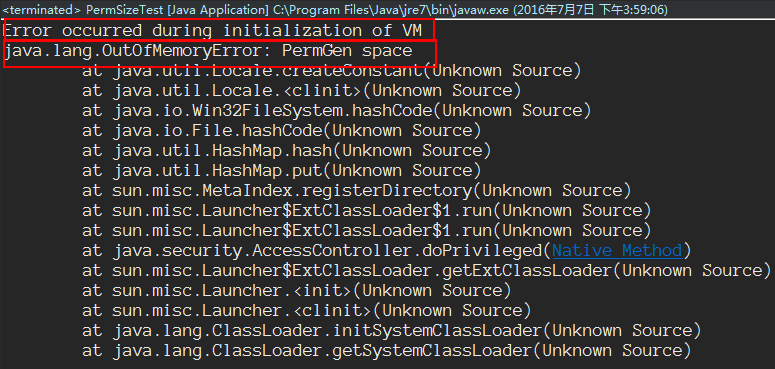 <terminated> PermSizeTest [Java Application] C:\Program Files\Java\jre7\bin\javaw.exe (2016年7月7日 下午3:59:06)
Error occurred during initialization of VM
java.lang.OutOfMemoryError: PermGen space
at java.util.Locale.createConstant(Unknown Source)
at java.util.Locale.<clinit>(Unknown Source)
at java.io.Win32FileSystem.hashCode(Unknown Source)
at java.io.File.hashCode(Unknown Source)
at java.util.HashMap.hash(Unknown Source)
at java.util.HashMap.put(Unknown Source)
at sun.misc.MetaIndex.registerDirectory(Unknown Source)
at sun.misc.Launcher$ExtClassLoader$1.run(Unknown Source)
at sun.misc.Launcher$ExtClassLoader$1.run(Unknown Source)
at java.security.AccessController.doPrivileged(Native Method)
at sun.misc.Launcher$ExtClassLoader.getExtClassLoader(Unknown Source)
at sun.misc.Launcher.<init>(Unknown Source)
at sun.misc.Launcher.<clinit>(Unknown Source)
at java.lang.ClassLoader.initSystemClassLoader(Unknown Source)
at java.lang.ClassLoader.getSystemClassLoader(Unknown Source)